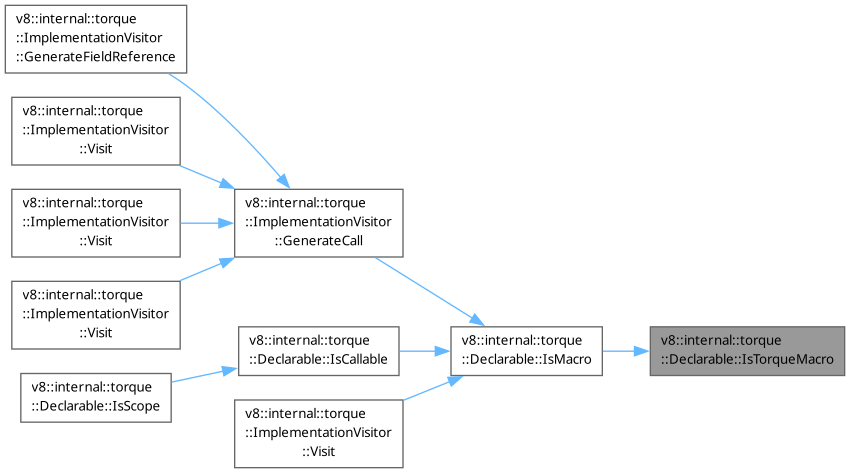 v8::internal::torque
::ImplementationVisitor
::GenerateFieldReference
v8::internal::torque
::ImplementationVisitor
::Visit
v8::internal::torque
::ImplementationVisitor
::Visit
v8::internal::torque
::ImplementationVisitor
::Visit
v8::internal::torque
::Declarable::IsScope
v8::internal::torque
::ImplementationVisitor
::GenerateCall
v8::internal::torque
::Declarable::IsCallable
v8::internal::torque
::ImplementationVisitor
::Visit
v8::internal::torque
::Declarable::IsMacro
v8::internal::torque
::Declarable::IsTorqueMacro